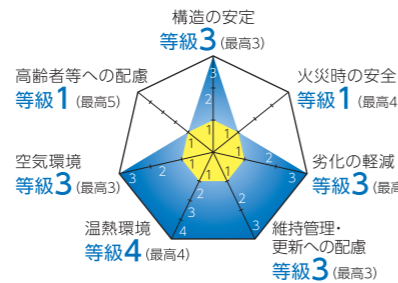 構造の安定
等級3(最高3)
高齢者等への配慮
等級1(最高5)
火災時の安全
等級1(最高4
空気環境
等級3(最高3)
劣化の軽減
等級3(最高
温熱環境
等級4(最高4)
維持管理・
更新への配慮
等級3(最高3)
3
2
1
1
1
1
1
1
1
3
2
2
3
2
3
4
2
3